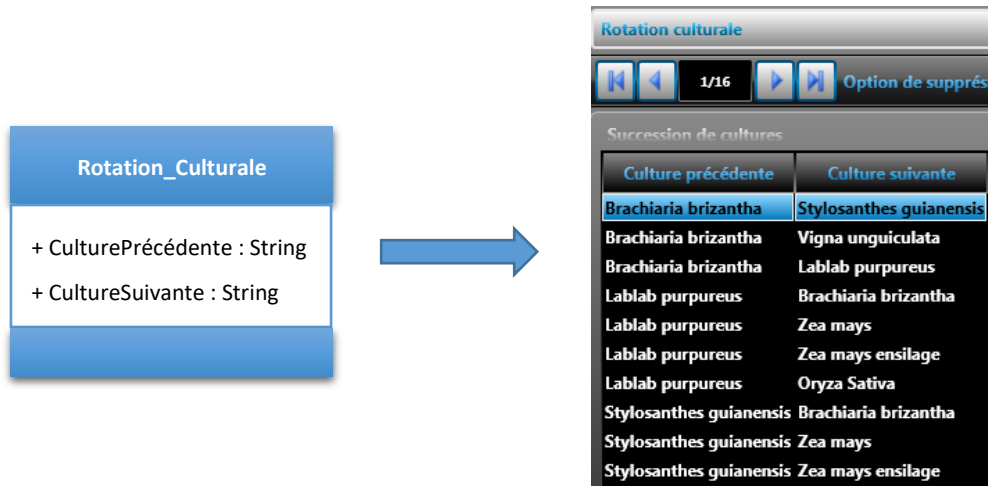 Rotation_Culturale
+ CulturePrécédente : String
+ CultureSuivante : String
Rotation culturale
1/16 Option de supprés
Succession de cultures
Culture précédente Culture suivante
Brachiaria brizantha Stylosanthes guianensis
Brachiaria brizantha Vigna unguiculata
Brachiaria brizantha Lablab purpureus
Lablab purpureus Brachiaria brizantha
Lablab purpureus Zea mays
Lablab purpureus Zea mays ensilage
Lablab purpureus Oryza Sativa
Stylosanthes guianensis Brachiaria brizantha
Stylosanthes guianensis Zea mays
Stylosanthes guianensis Zea mays ensilage